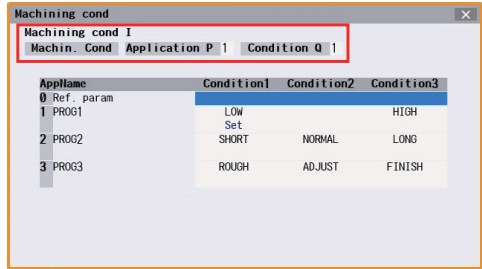 Machining cond
Machining cond I
Machin. Cond Application P 1 Condition Q 1
AppName Condition1 Condition2 Condition3
0 Ref. param
1 PROG1 LOW HIGH
Set
2 PROG2 SHORT NORMAL LONG
3 PROG3 ROUGH ADJUST FINISH